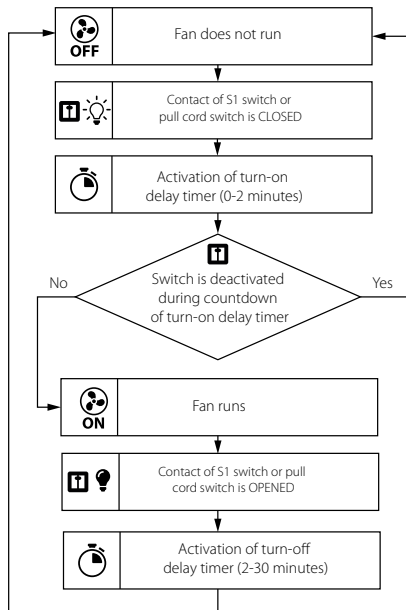 OFF
Fan does not run
Contact of S1 switch or
pull cord switch is CLOSED
Activation of turn-on
delay timer (0-2 minutes)
No
Switch is deactivated
during countdown
of turn-on delay timer
Yes
ON
Fan runs
Contact of S1 switch or pull
cord switch is OPENED
Activation of turn-off
delay timer (2-30 minutes)